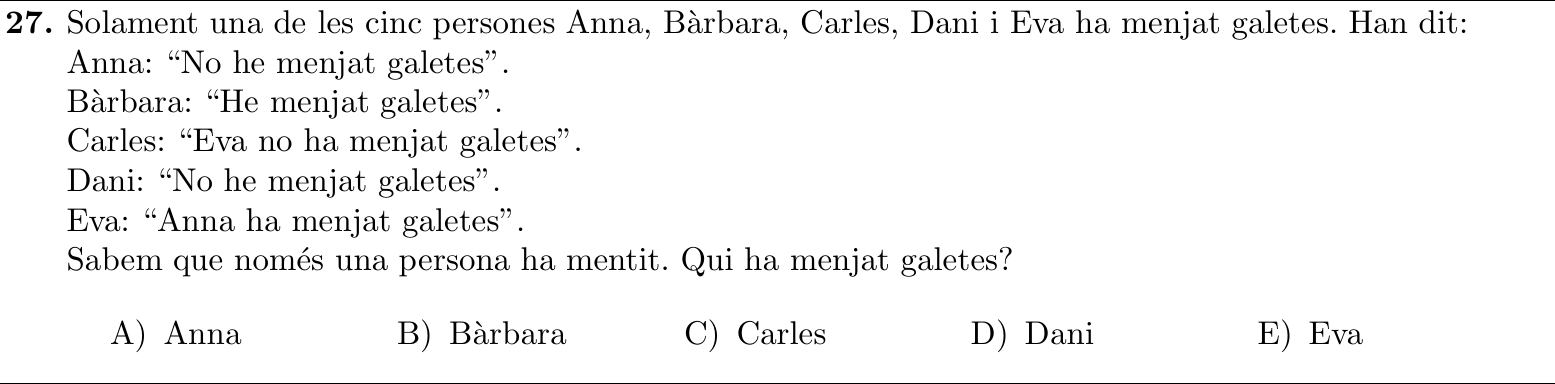 27. Solament una de les cinc persones Anna, Bàrbara, Carles, Dani i Eva ha menjat galetes. Han dit:
Anna: “No he menjat galetes”.
Bàrbara: “He menjat galetes”.
Carles: “Eva no ha menjat galetes”.
Dani: “No he menjat galetes”.
Eva: “Anna ha menjat galetes”.
Sabem que només una persona ha mentit. Qui ha menjat galetes?
A) Anna B) Bàrbara C) Carles D) Dani E) Eva